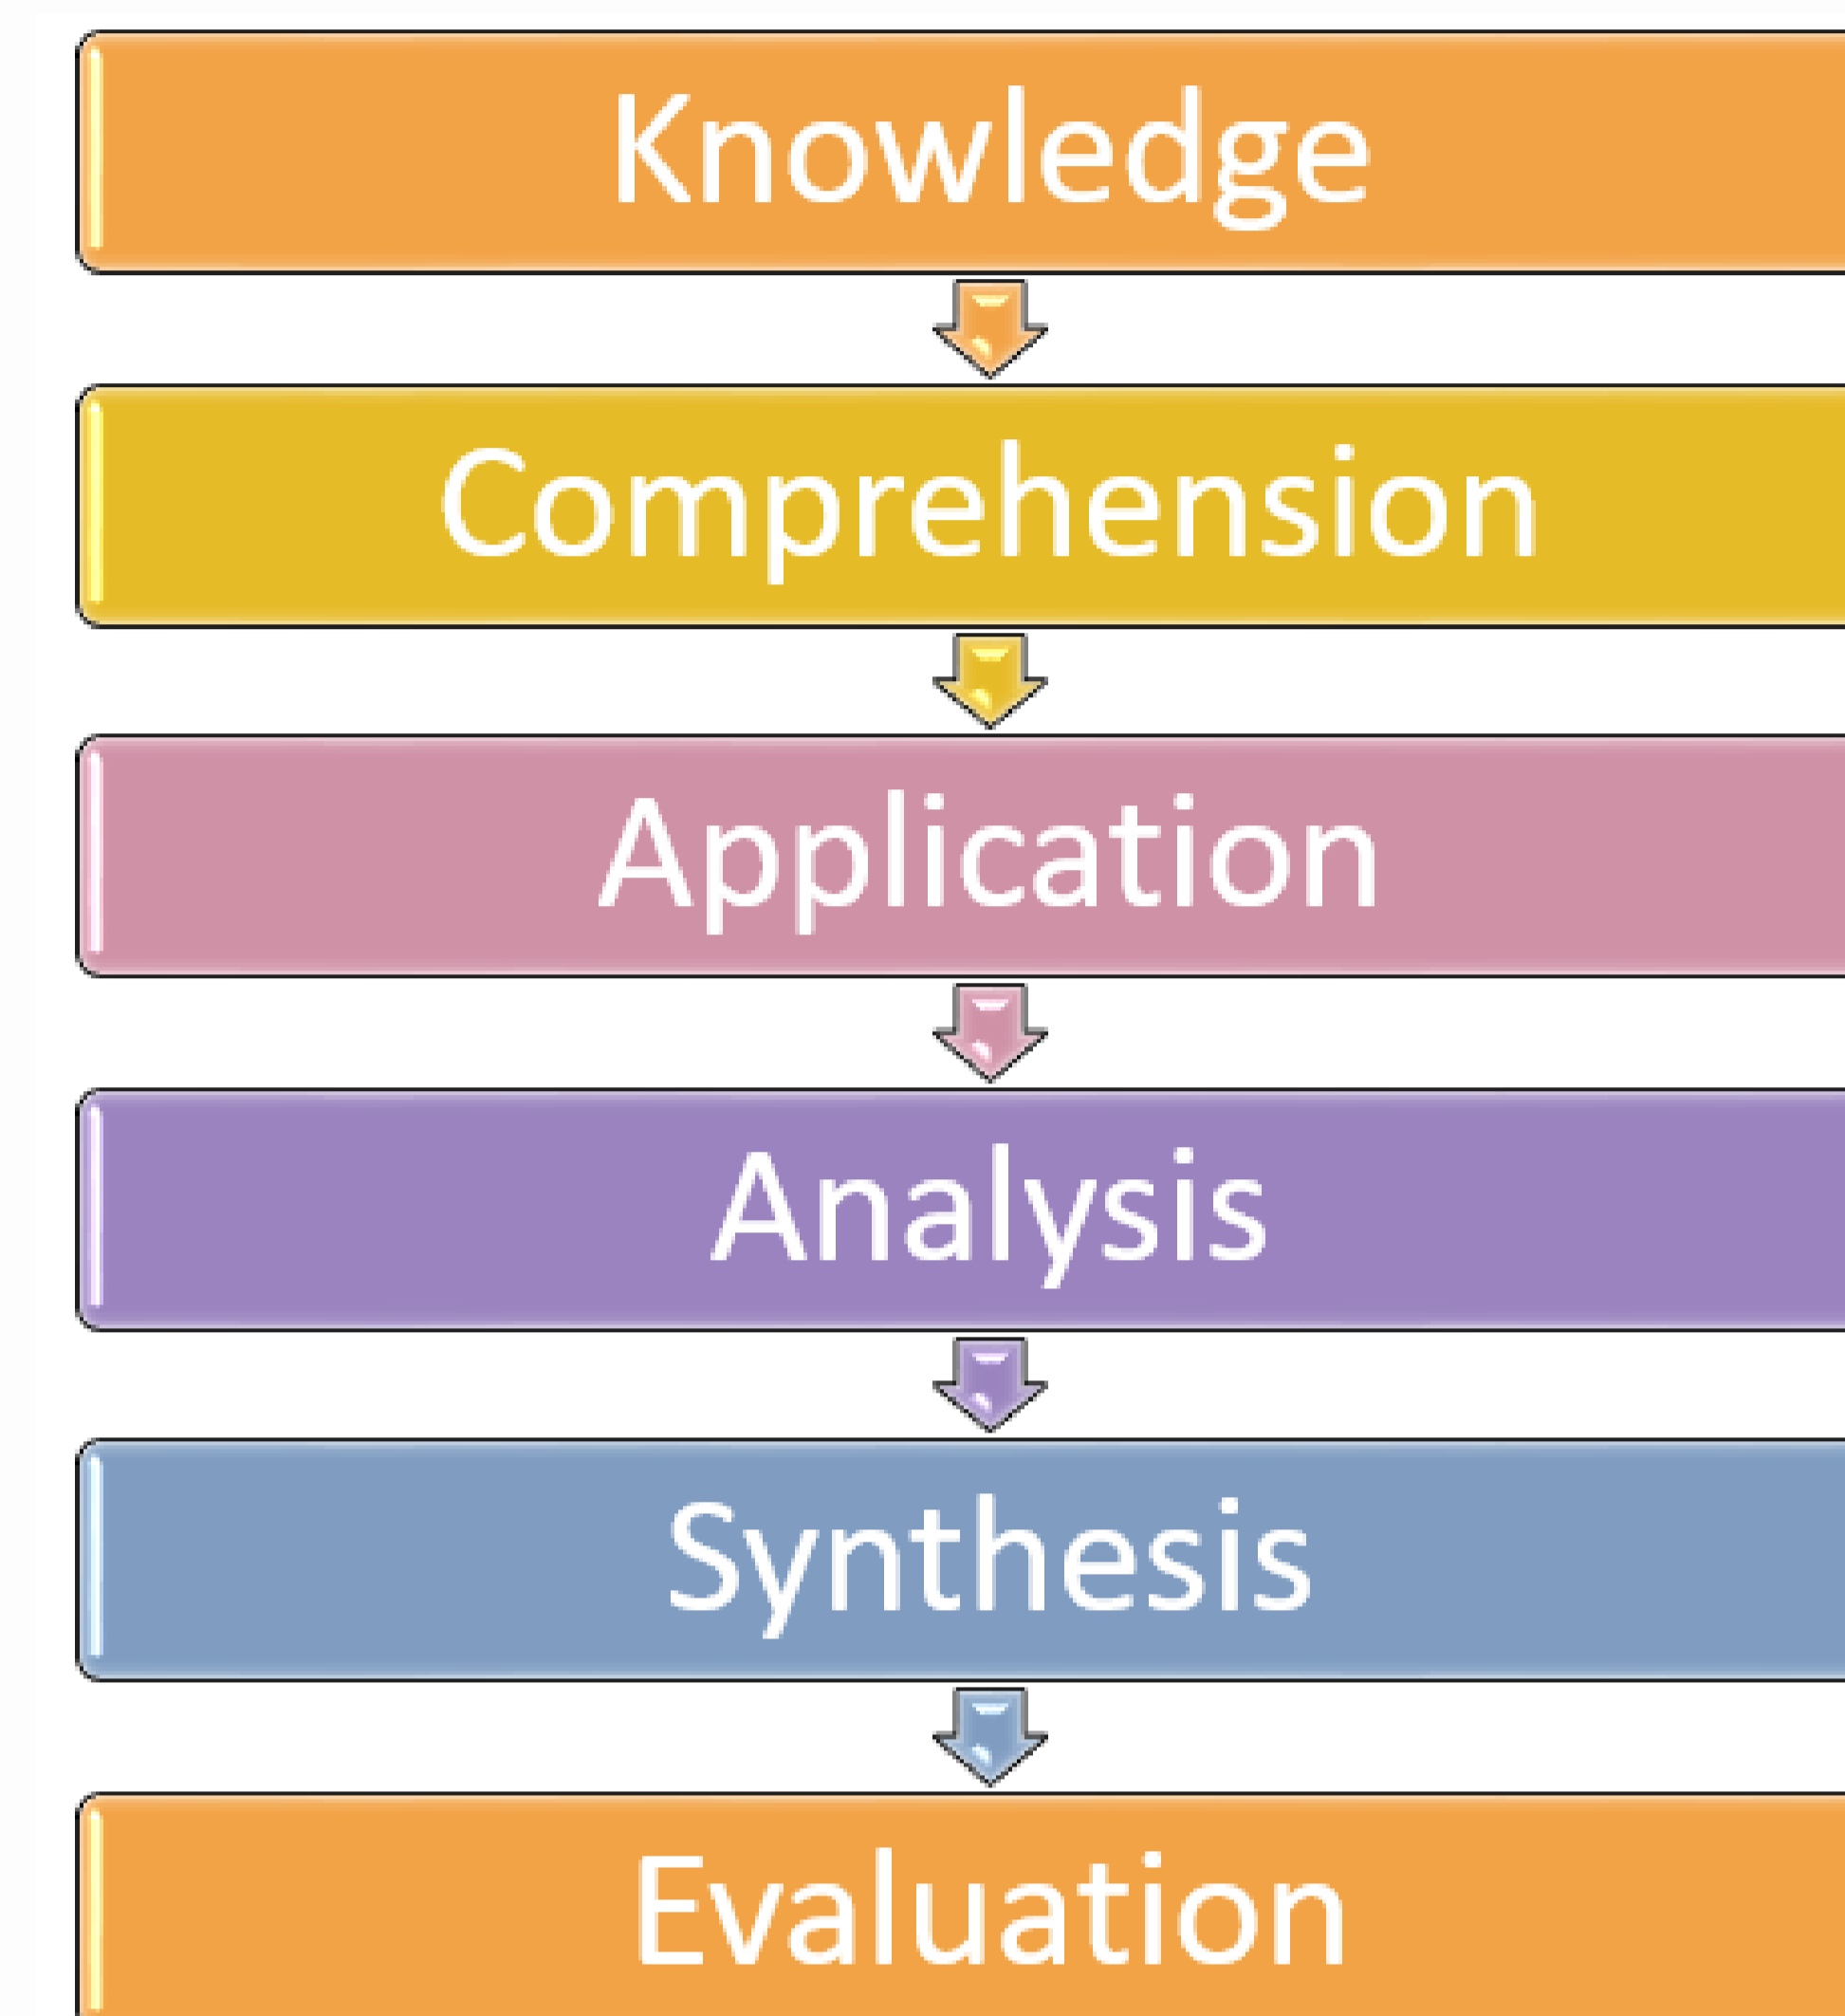 Knowledge
Comprehension
Application
Analysis
Synthesis
Evaluation